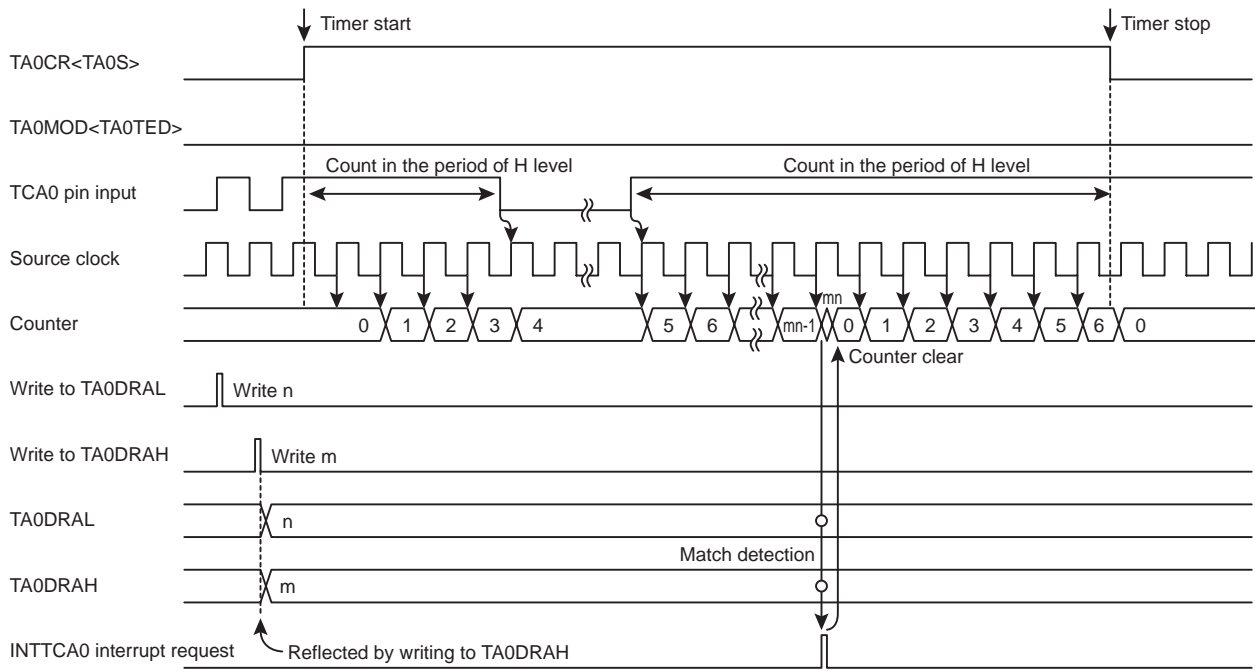 Timer start Timer stop
TA0CR<TA0S>
TA0MOD<TA0TED>
Count in the period of H level Count in the period of H level
TCA0 pin input
Source clock
mn
Counter 0 1 2 3 4 5 6 mn-1 0 1 2 3 4 5 6 0
Counter clear
Write to TA0DRAL Write n
Write to TA0DRAH Write m
TA0DRAL n
Match detection
TA0DRAH m
INTTCA0 interrupt request Reflected by writing to TA0DRAH